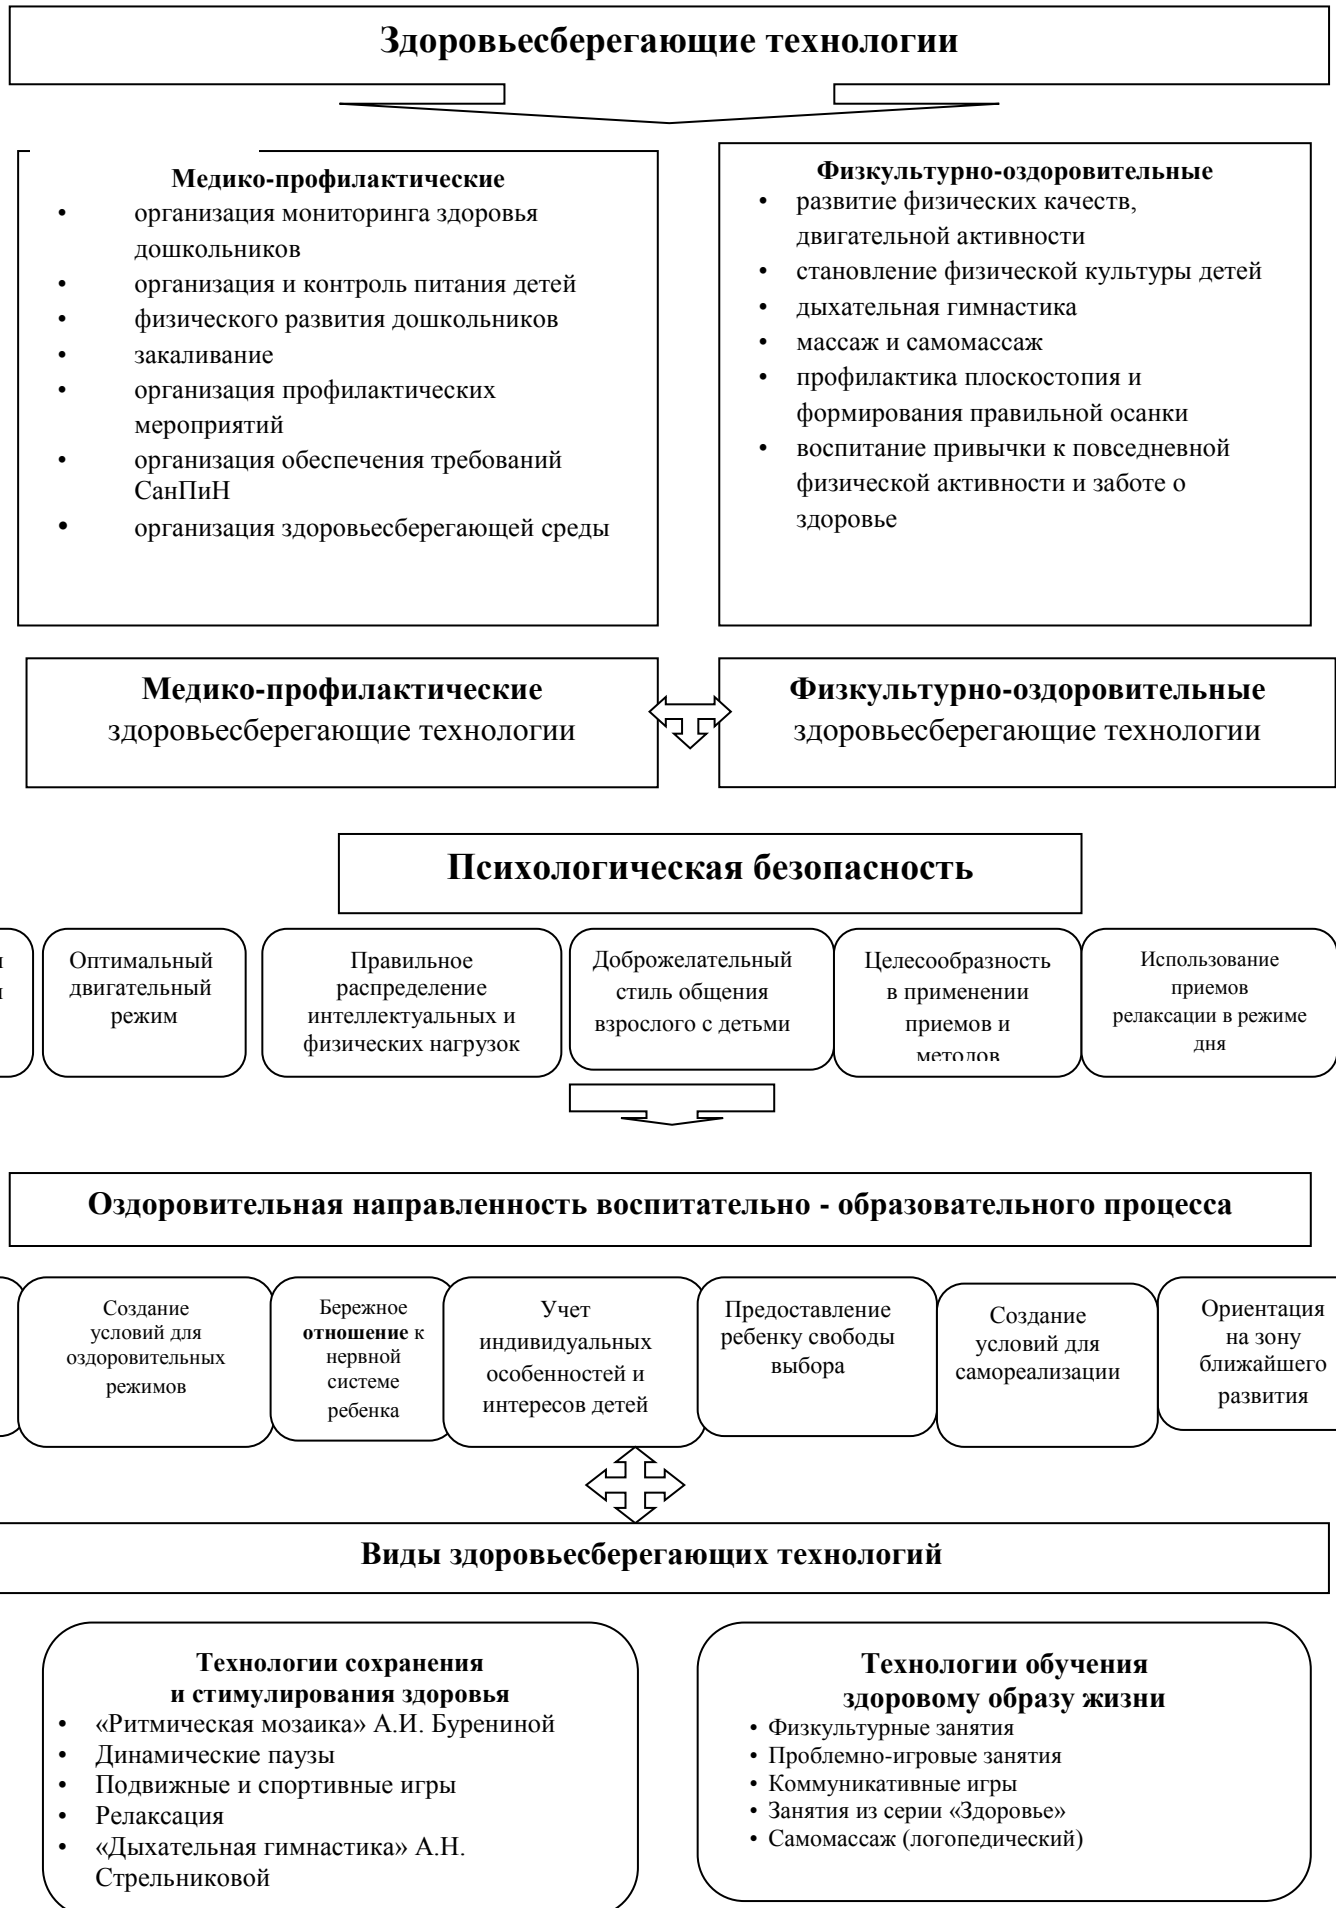 Здоровьесберегающие технологии
Медико-профилактические
• организация мониторинга здоровья
дошкольников
• организация и контроль питания детей
• физического развития дошкольников
• закаливание
• организация профилактических
мероприятий
• организация обеспечения требований
СанПиН
• организация здоровьесберегающей среды
Физкультурно-оздоровительные
• развитие физических качеств,
двигательной активности
• становление физической культуры детей
• дыхательная гимнастика
• массаж и самомассаж
• профилактика плоскостопия и
формирования правильной осанки
• воспитание привычки к повседневной
физической активности и заботе о
здоровье
Медико-профилактические
здоровьесберегающие технологии
Физкультурно-оздоровительные
здоровьесберегающие технологии
Психологическая безопасность
Оптимальный
двигательный
режим
Правильное
распределение
интеллектуальных и
физических нагрузок
Доброжелательный
стиль общения
взрослого с детьми
Целесообразность
в применении
приемов и
методов
Использование
приемов
релаксации в режиме
дня
Оздоровительная направленность воспитательно - образовательного процесса
Создание
условий для
оздоровительных
режимов
Бережное
отношение к
нервной
системе
ребенка
Учет
индивидуальных
особенностей и
интересов детей
Предоставление
ребенку свободы
выбора
Создание
условий для
самореализации
Ориентация
на зону
ближайшего
развития
Виды здоровьесберегающих технологий
Технологии сохранения
и стимулирования здоровья
• «Ритмическая мозаика» А.И. Бурениной
• Динамические паузы
• Подвижные и спортивные игры
• Релаксация
• «Дыхательная гимнастика» А.Н.
Стрельниковой
Технологии обучения
здоровому образу жизни
• Физкультурные занятия
• Проблемно-игровые занятия
• Коммуникативные игры
• Занятия из серии «Здоровье»
• Самомассаж (логопедический)